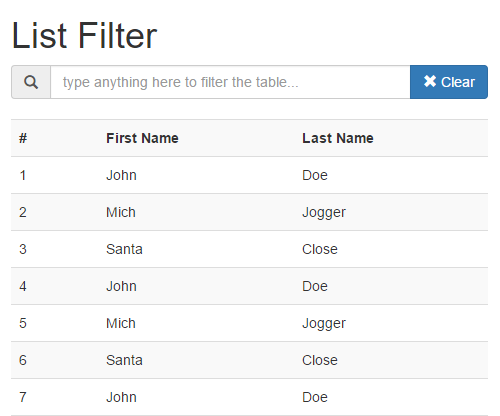 List Filter
type anything here to filter the table...
✖ Clear
# First Name Last Name
1 John Doe
2 Mich Jogger
3 Santa Close
4 John Doe
5 Mich Jogger
6 Santa Close
7 John Doe